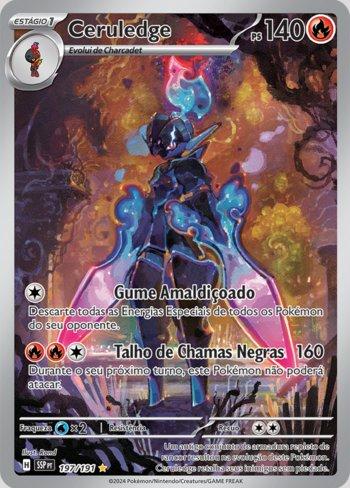 ESTÁGIO 1
Ceruledge
PS 140
Evolui de Charcadet
Gume Amaldiçoado
Descarte todas as Energias Especiais de todos os Pokémon
do seu oponente.
Talho de Chamas Negras 160
Durante o seu próximo turno, este Pokémon não poderá
atacar.
Fraqueza x2 Resistência Recuo
Ilust. Rond
Um antigo conjunto de armadura repleto de
rancor resultou na evolução deste Pokémon.
Ceruledge retalha seus inimigos sem piedade.
H SSP PT 197/191
©2024 Pokémon/Nintendo/Creatures/GAME FREAK